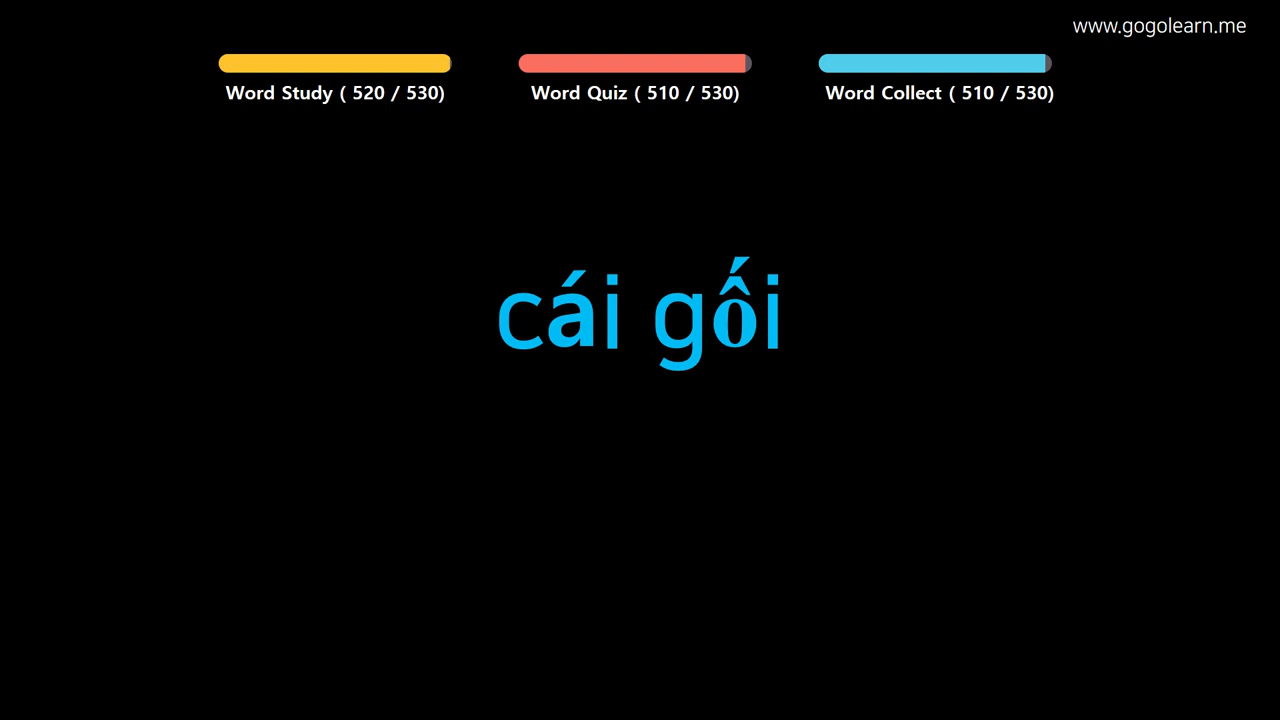 www.gogolearn.me
Word Study ( 520 / 530)
Word Quiz ( 510 / 530)
Word Collect ( 510 / 530)
cái gối